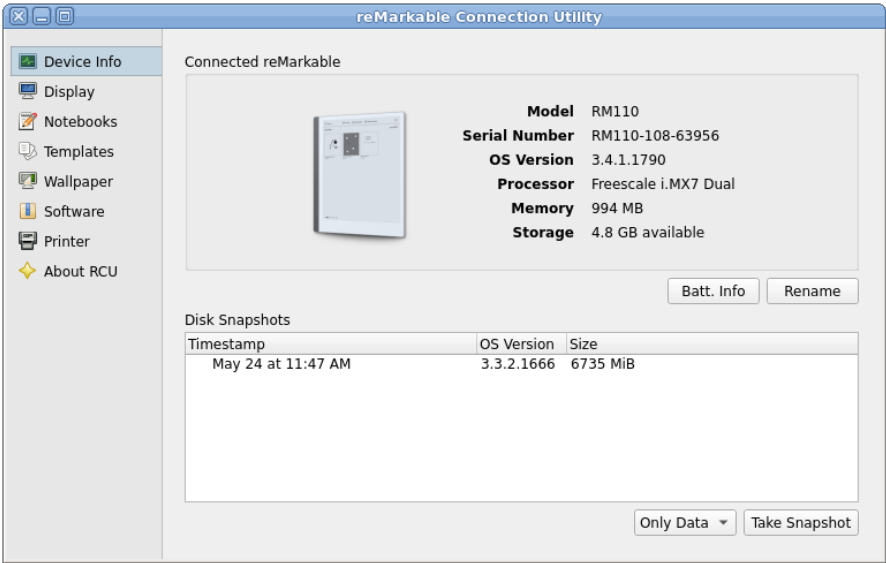 reMarkable Connection Utility
Device Info
Display
Notebooks
Templates
Wallpaper
Software
Printer
About RCU
Connected reMarkable
Model RM110
Serial Number RM110-108-63956
OS Version 3.4.1.1790
Processor Freescale i.MX7 Dual
Memory 994 MB
Storage 4.8 GB available
Batt. Info Rename
Disk Snapshots
Timestamp OS Version Size
May 24 at 11:47 AM 3.3.2.1666 6735 MiB
Only Data Take Snapshot